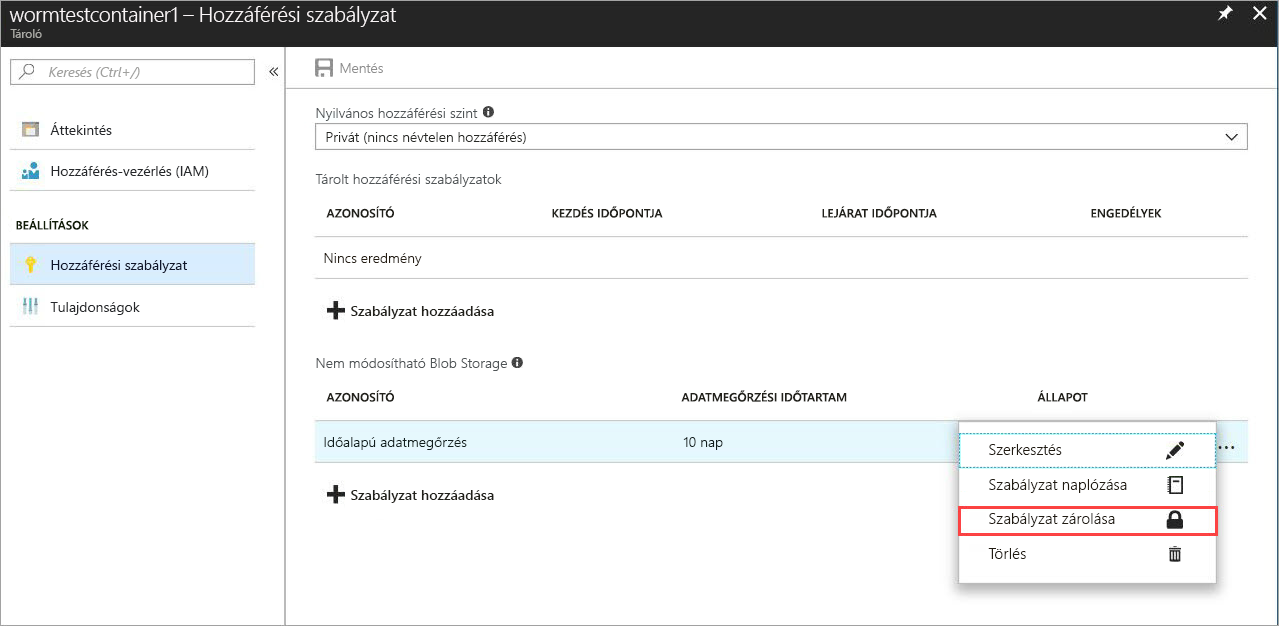 wormtestcontainer1 – Hozzáférési szabályzat
Tároló
Keresés (Ctrl+/)
«
Áttekintés
Hozzáférés-vezérlés (IAM)
BEÁLLÍTÁSOK
Hozzáférési szabályzat
Tulajdonságok
Mentés
Nyilvános hozzáférési szint
Privát (nincs névtelen hozzáférés)
Tárolt hozzáférési szabályzatok
AZONOSÍTÓ KEZDÉS IDŐPONTJA LEJÁRAT IDŐPONTJA ENGEDÉLYEK
Nincs eredmény
Szabályzat hozzáadása
Nem módosítható Blob Storage
AZONOSÍTÓ ADATMEGŐRZÉSI IDŐTARTAM ÁLLAPOT
Időalapú adatmegőrzés 10 nap ...
Szabályzat hozzáadása
Szerkesztés
Szabályzat naplózása
Szabályzat zárolása
Törlés